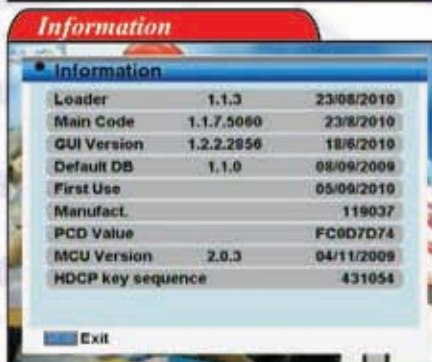 Information
Information
Loader 1.1.3 23/08/2010
Main Code 1.1.7.5060 23/8/2010
GUI Version 1.2.2.2856 18/6/2010
Default DB 1.1.0 08/09/2009
First Use 05/09/2010
Manufact. 119037
PCD Value FC0D7D74
MCU Version 2.0.3 04/11/2009
HDCP key sequence 431054
Exit